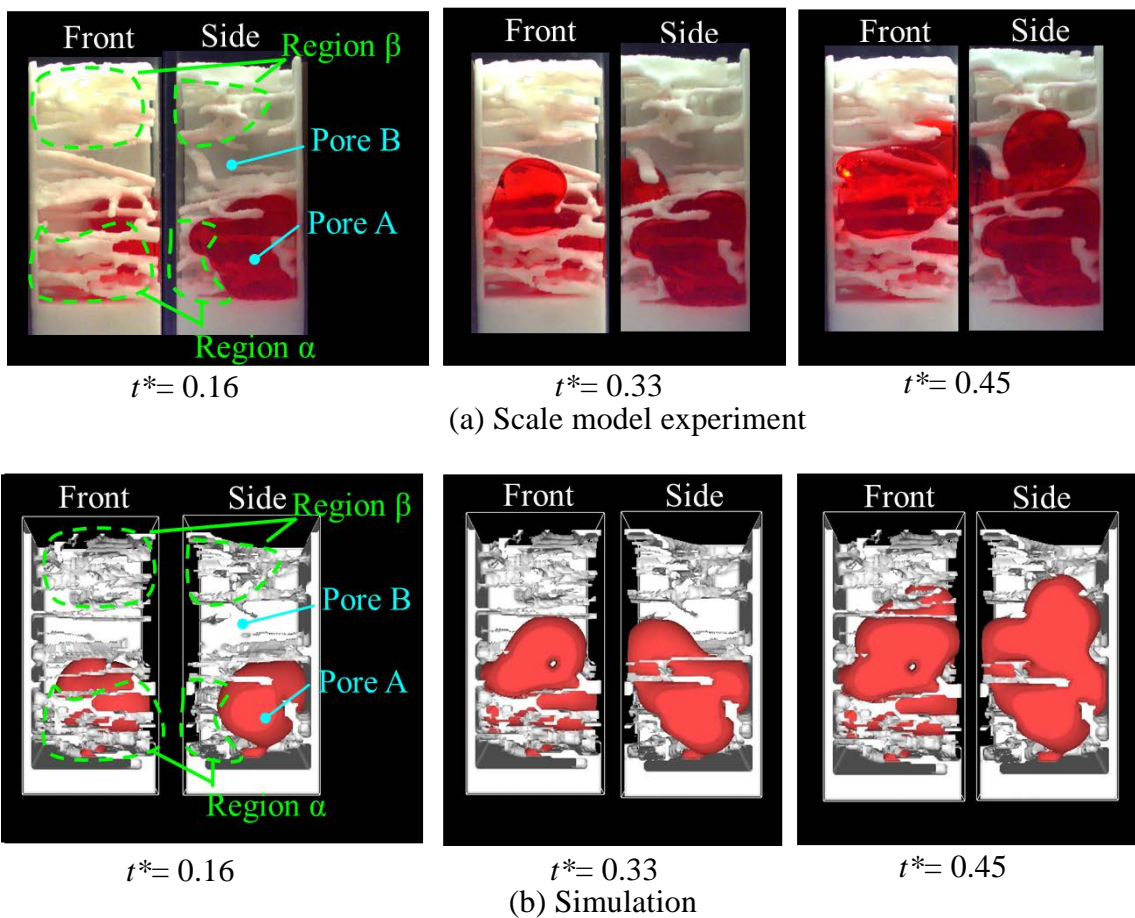 Front Side Region β
Pore B
Pore A
Region α
Front Side
Front Side
t*= 0.16
t*= 0.33
t*= 0.45
(a) Scale model experiment
Front Side Region β
Pore B
Pore A
Region α
Front Side
Front Side
t*= 0.16
t*= 0.33
t*= 0.45
(b) Simulation